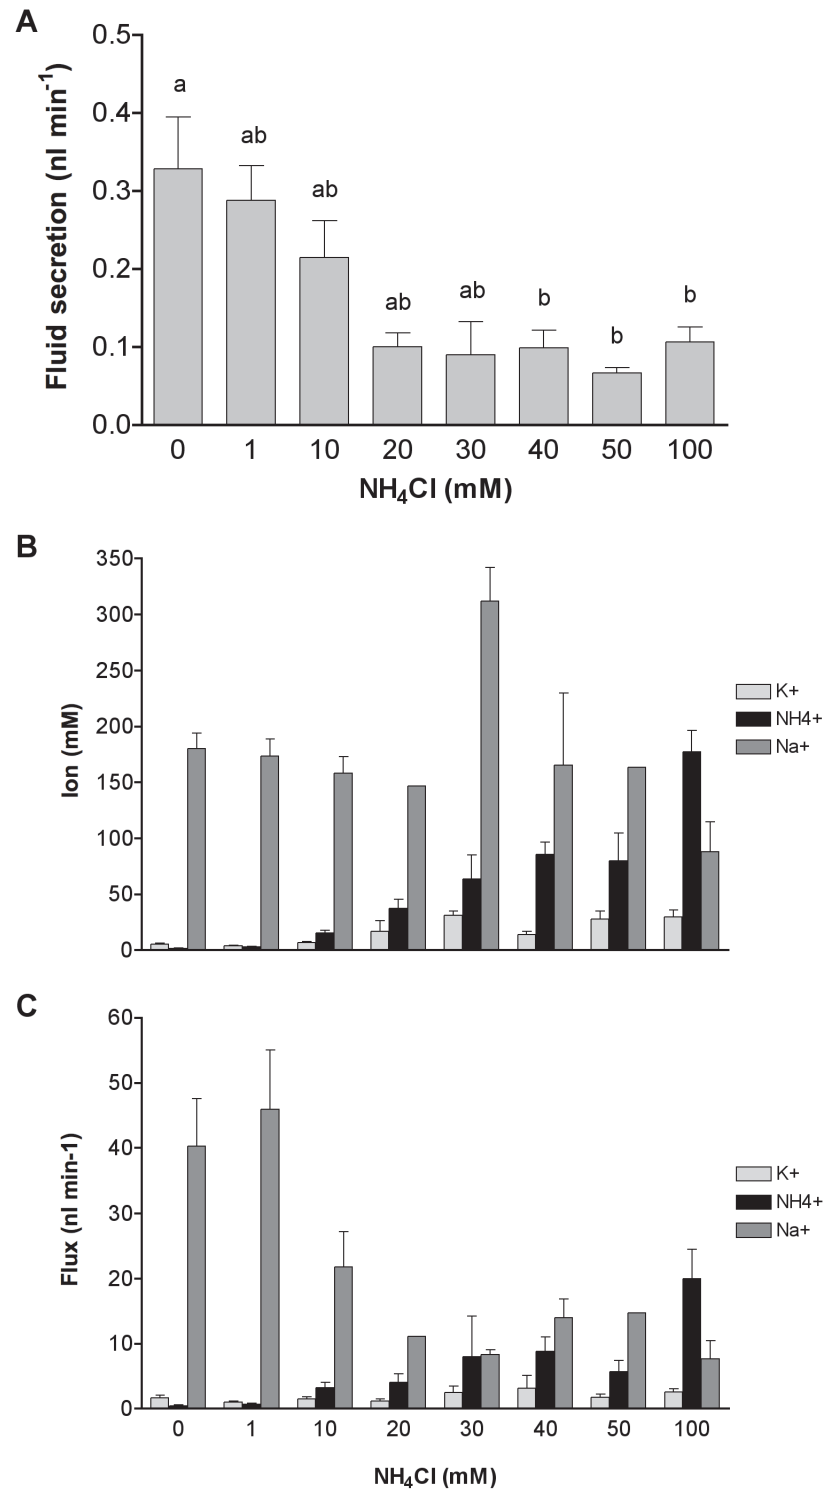 A
Fluid secretion (nl min⁻¹)
0.5
0.4
0.3
0.2
0.1
0.0
a
ab
ab
ab
ab
b
b
b
0 1 10 20 30 40 50 100
NH₄Cl (mM)
B
Ion (mM)
350
300
250
200
150
100
50
0
K+
NH4+
Na+
C
Flux (nl min-1)
60
50
40
30
20
10
0
K+
NH4+
Na+
0 1 10 20 30 40 50 100
NH₄Cl (mM)